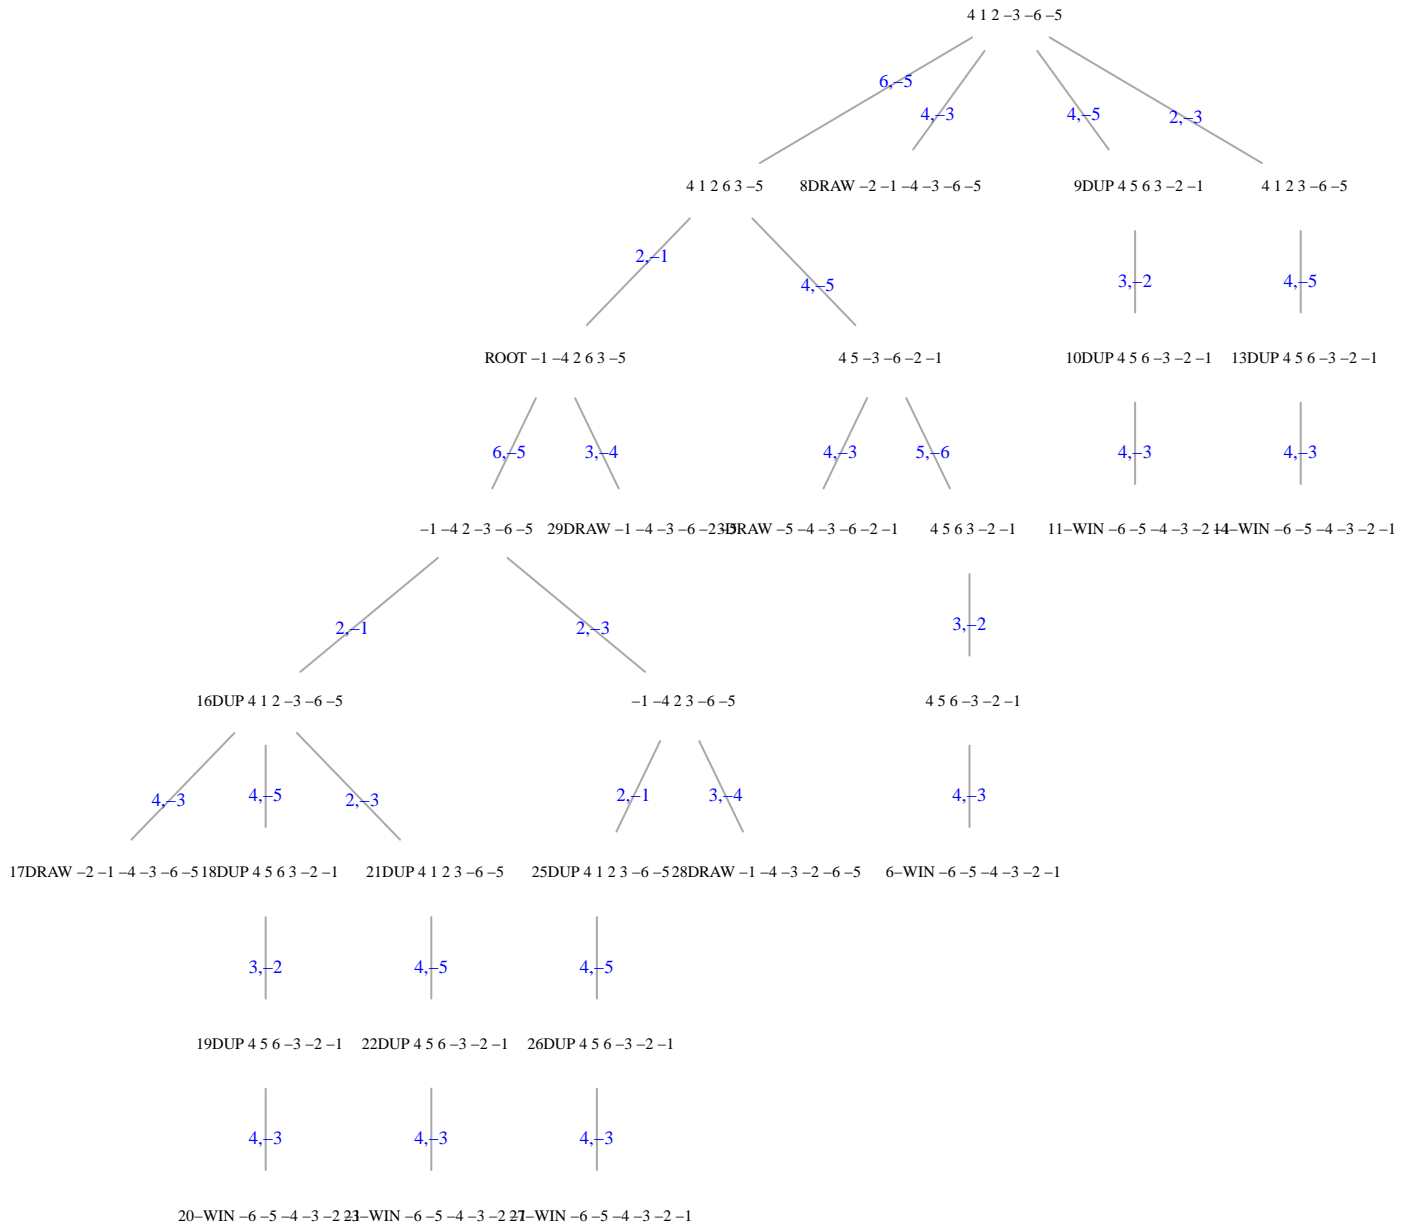 4 1 2 –3 –6 –5
6,–5
4,–3
4,–5
2,–3
4 1 2 6 3 –5
8DRAW –2 –1 –4 –3 –6 –5
9DUP 4 5 6 3 –2 –1
4 1 2 3 –6 –5
2,–1
4,–5
3,–2
4,–5
ROOT –1 –4 2 6 3 –5
4 5 –3 –6 –2 –1
10DUP 4 5 6 –3 –2 –1
13DUP 4 5 6 –3 –2 –1
6,–5
3,–4
4,–3
5,–6
4,–3
4,–3
–1 –4 2 –3 –6 –5
29DRAW –1 –4 –3 –6 –2 –5
3–DRAW –5 –4 –3 –6 –2 –1
4 5 6 3 –2 –1
11–WIN –6 –5 –4 –3 –2 –1
14–WIN –6 –5 –4 –3 –2 –1
2,–1
2,–3
3,–2
16DUP 4 1 2 –3 –6 –5
–1 –4 2 3 –6 –5
4 5 6 –3 –2 –1
4,–3
4,–5
2,–3
2,–1
3,–4
4,–3
17DRAW –2 –1 –4 –3 –6 –5
18DUP 4 5 6 3 –2 –1
21DUP 4 1 2 3 –6 –5
25DUP 4 1 2 3 –6 –5
28DRAW –1 –4 –3 –2 –6 –5
6–WIN –6 –5 –4 –3 –2 –1
3,–2
4,–5
4,–5
19DUP 4 5 6 –3 –2 –1
22DUP 4 5 6 –3 –2 –1
26DUP 4 5 6 –3 –2 –1
4,–3
4,–3
4,–3
20–WIN –6 –5 –4 –3 –2 –1
23–WIN –6 –5 –4 –3 –2 –1
27–WIN –6 –5 –4 –3 –2 –1